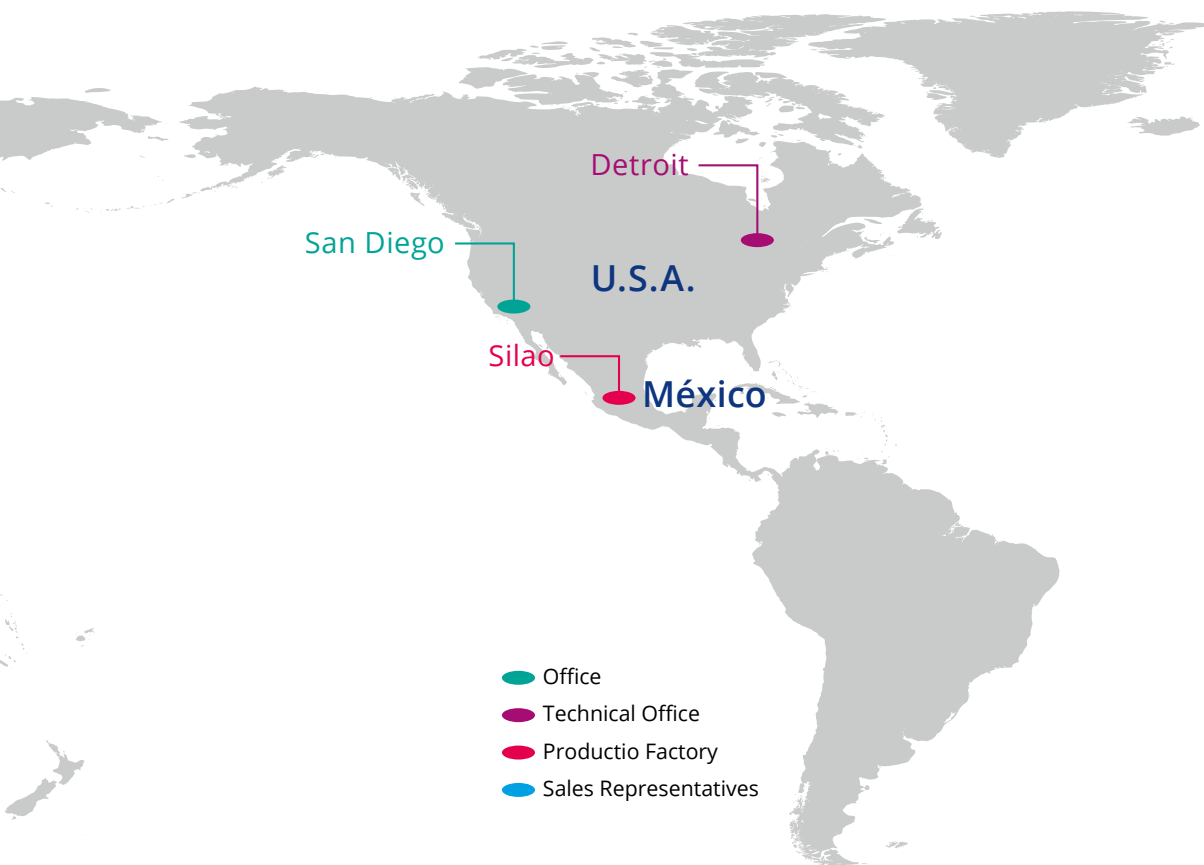 Detroit
San Diego
U.S.A.
Silao
México
Office
Technical Office
Productio Factory
Sales Representatives